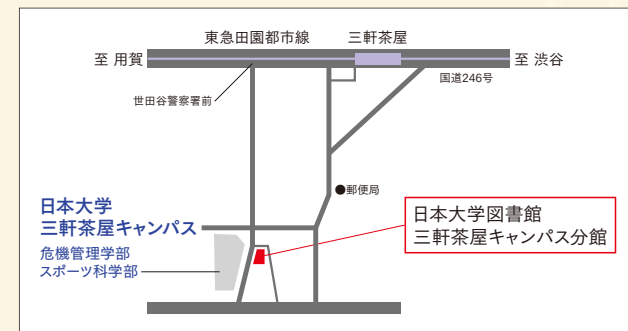 東急田園都市線
三軒茶屋
至 用賀
至 渋谷
国道246号
世田谷警察署前
●郵便局
日本大学
三軒茶屋キャンパス
危機管理学部
スポーツ科学部
日本大学図書館
三軒茶屋キャンパス分館